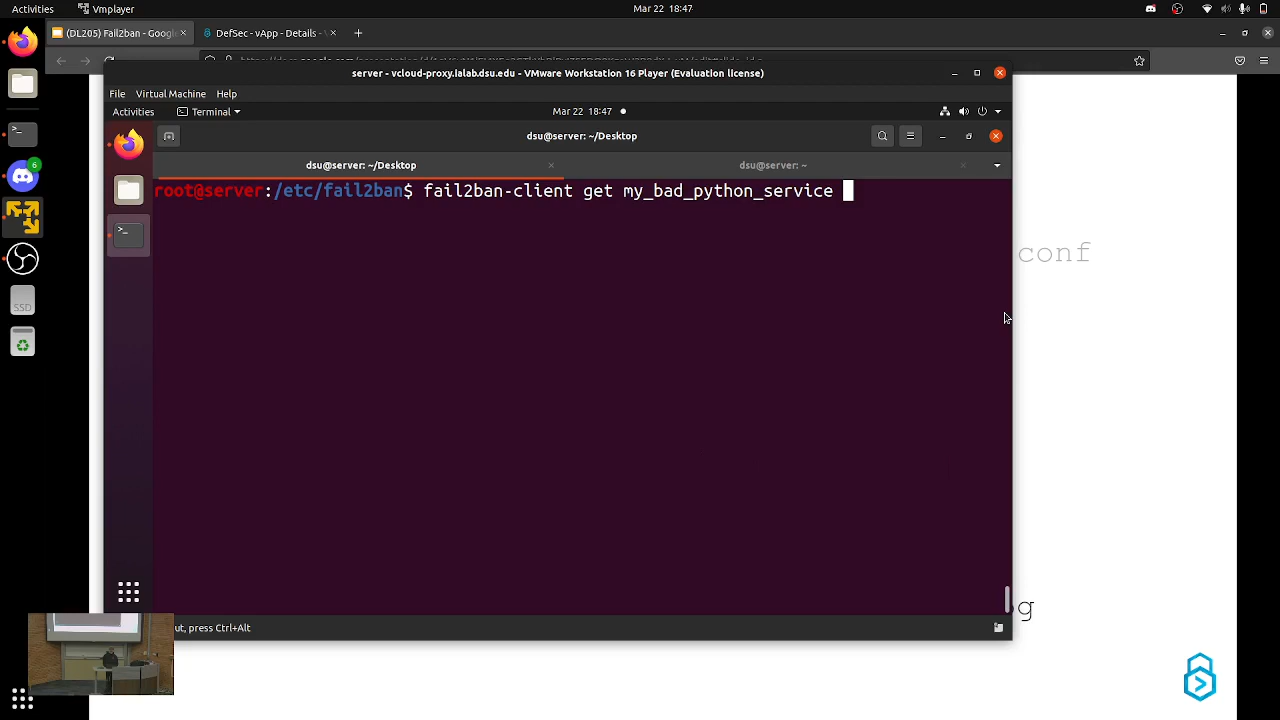 Activities
Vmplayer
Mar 22 18:47
(DL205) Fail2ban - Googl
DefSec - vApp - Details -
server - vcloud-proxy.ialab.dsu.edu - VMware Workstation 16 Player (Evaluation license)
File
Virtual Machine
Help
Activities
Terminal
Mar 22 18:47
dsu@server: ~/Desktop
dsu@server: ~/Desktop
dsu@server: ~
root@server:/etc/fail2ban$ fail2ban-client get my_bad_python_service
conf
6
SSD
g
ut, press Ctrl+Alt